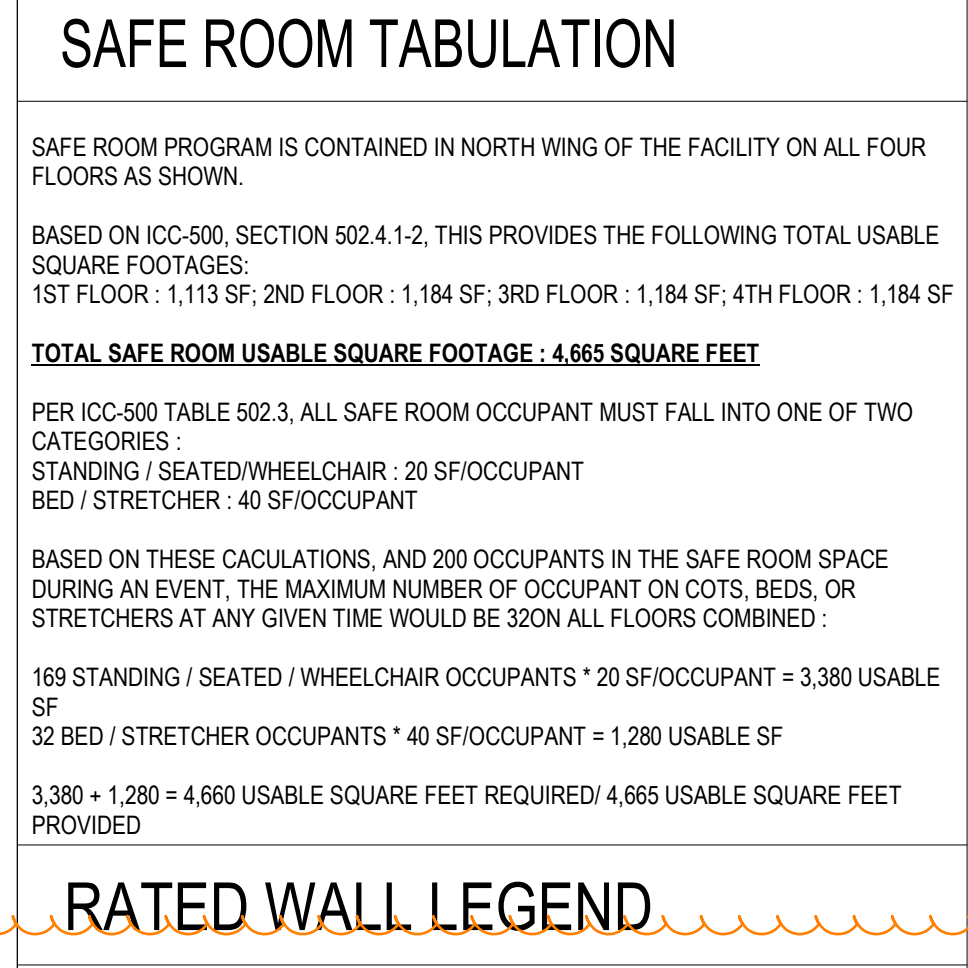 SAFE ROOM TABULATION
SAFE ROOM PROGRAM IS CONTAINED IN NORTH WING OF THE FACILITY ON ALL FOUR
FLOORS AS SHOWN.
BASED ON ICC-500, SECTION 502.4.1-2, THIS PROVIDES THE FOLLOWING TOTAL USABLE
SQUARE FOOTAGES:
1ST FLOOR : 1,113 SF; 2ND FLOOR : 1,184 SF; 3RD FLOOR : 1,184 SF; 4TH FLOOR : 1,184 SF
TOTAL SAFE ROOM USABLE SQUARE FOOTAGE : 4,665 SQUARE FEET
PER ICC-500 TABLE 502.3, ALL SAFE ROOM OCCUPANT MUST FALL INTO ONE OF TWO
CATEGORIES :
STANDING / SEATED/WHEELCHAIR : 20 SF/OCCUPANT
BED / STRETCHER : 40 SF/OCCUPANT
BASED ON THESE CACULATIONS, AND 200 OCCUPANTS IN THE SAFE ROOM SPACE
DURING AN EVENT, THE MAXIMUM NUMBER OF OCCUPANT ON COTS, BEDS, OR
STRETCHERS AT ANY GIVEN TIME WOULD BE 32ON ALL FLOORS COMBINED :
169 STANDING / SEATED / WHEELCHAIR OCCUPANTS * 20 SF/OCCUPANT = 3,380 USABLE
SF
32 BED / STRETCHER OCCUPANTS * 40 SF/OCCUPANT = 1,280 USABLE SF
3,380 + 1,280 = 4,660 USABLE SQUARE FEET REQUIRED/ 4,665 USABLE SQUARE FEET
PROVIDED
RATED WALL LEGEND